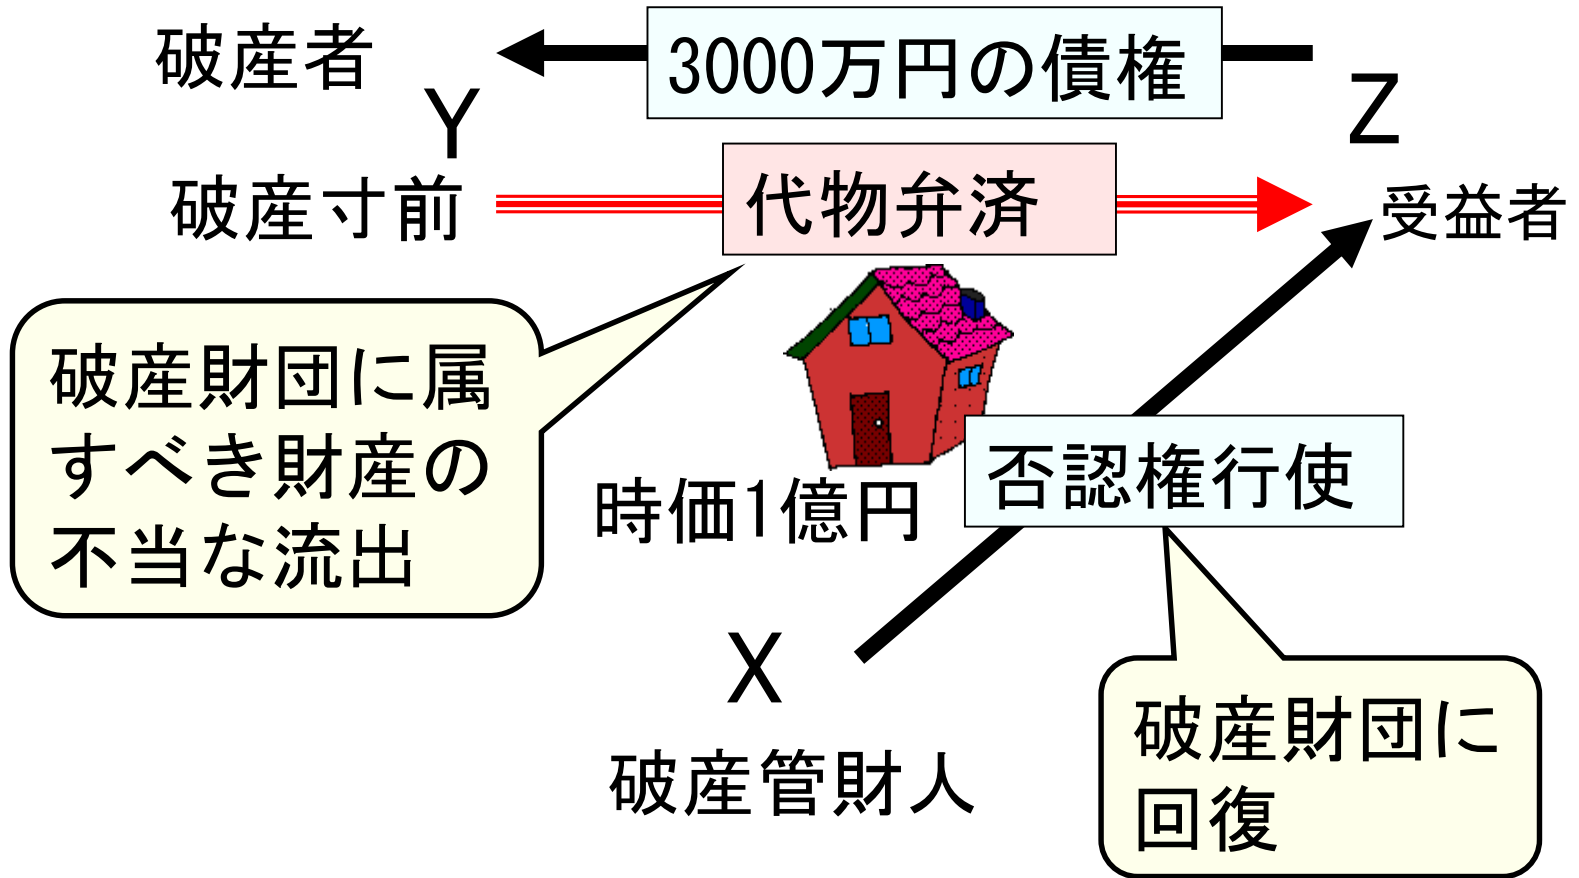 破産者
3000万円の債権
Y
Z
破産寸前
代物弁済
受益者
破産財団に属
すべき財産の
不当な流出
時価1億円
否認権行使
X
破産管財人
破産財団に
回復